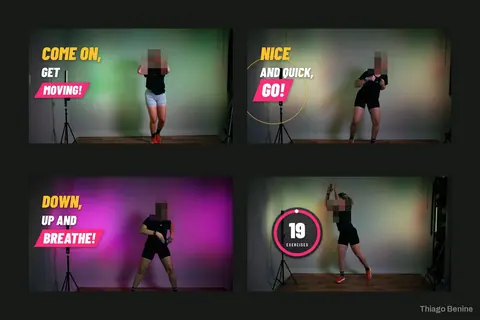 COME ON,
GET
MOVING!
NICE
AND QUICK,
GO!
DOWN,
UP AND
BREATHE!
19
EXERCISES
Thiago Benine